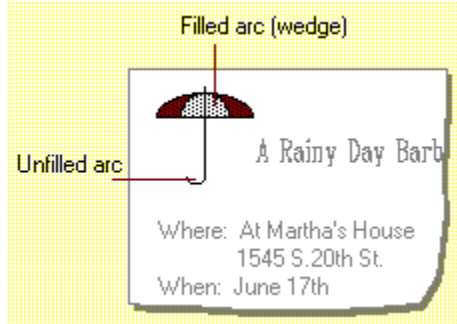 Filled arc (wedge)
A Rainy Day Barb
Unfilled arc
Where: At Martha's House
1545 S.20th St.
When: June 17th